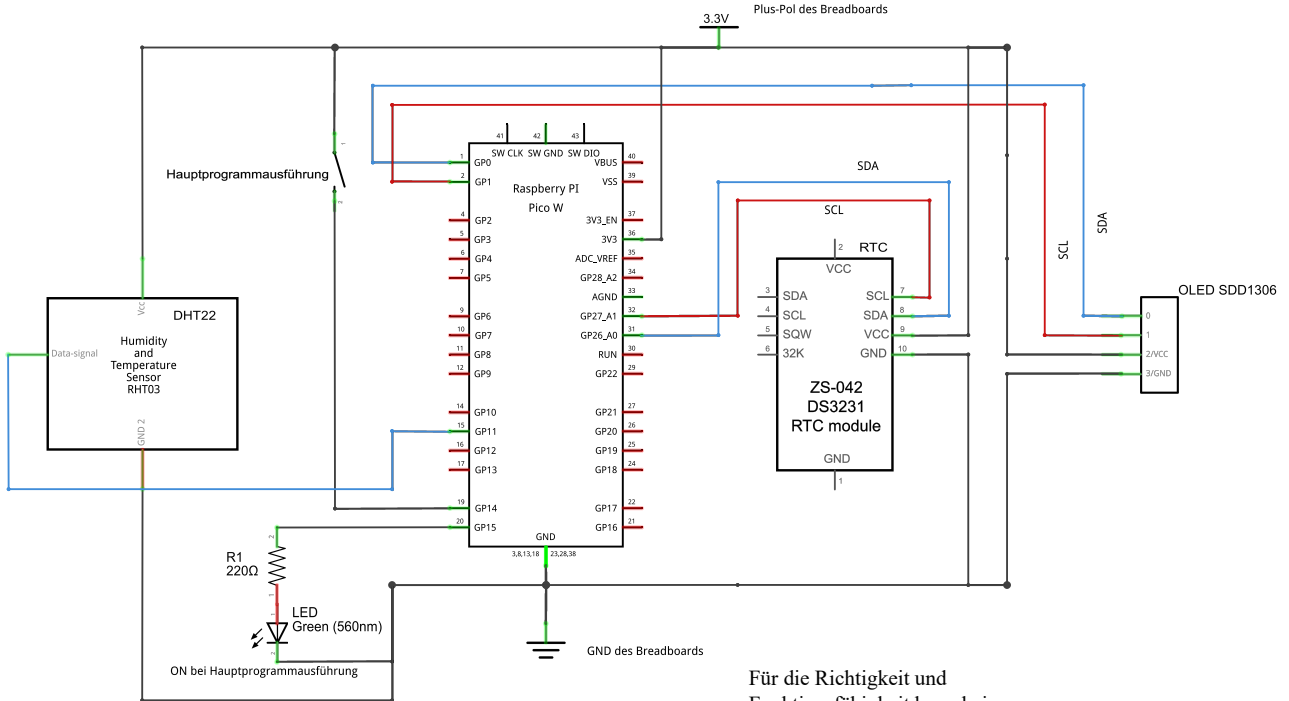 Plus-Pol des Breadboards
3.3V
Hauptprogrammausführung
1
2
41 42 43
SW CLK SW GND SW DIO
Raspberry PI
Pico W
1 GP0
2 GP1
4 GP2
5 GP3
6 GP4
7 GP5
9 GP6
10 GP7
11 GP8
12 GP9
14 GP10
15 GP11
16 GP12
17 GP13
19 GP14
20 GP15
VBUS 40
VSS 39
3V3_EN 37
3V3 36
ADC_VREF 35
GP28_A2 34
AGND 33
GP27_A1 32
GP26_A0 31
RUN 30
GP22 29
GP21 27
GP20 26
GP19 25
GP18 24
GP17 22
GP16 21
GND
3,8,13,18 23,28,38
SDA
SCL
RTC
2
VCC
3 SDA
4 SCL
5 SQW
6 32K
SCL 7
SDA 8
VCC 9
GND 10
ZS-042
DS3231
RTC module
GND
1
SCL
SDA
OLED SDD1306
0
1
2/VCC
3/GND
Vcc
DHT22
Data-signal
Humidity
and
Temperature
Sensor
RHT03
GND 2
2
R1
220Ω
1
1
LED
Green (560nm)
2
ON bei Hauptprogrammausführung
GND des Breadboards
Für die Richtigkeit und